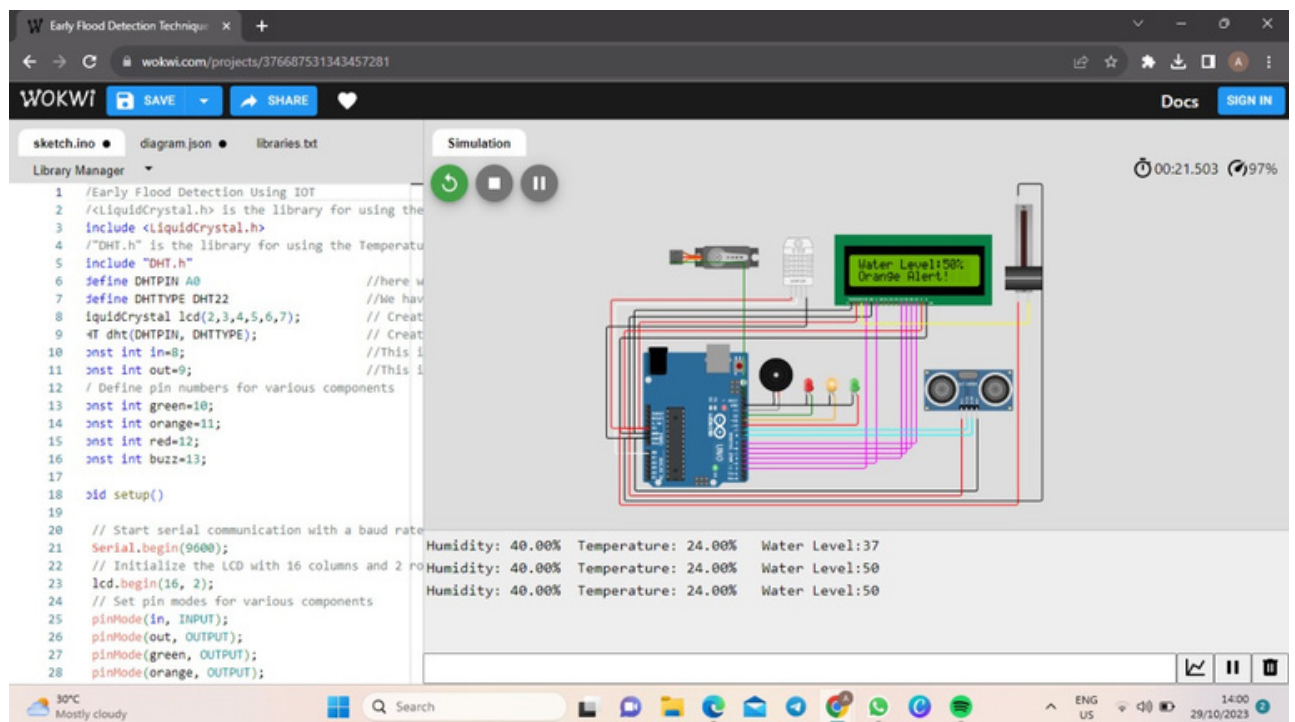 Early Flood Detection Technique
wokwi.com/projects/376687531343457281
WOKWi SAVE SHARE Docs SIGN IN
sketch.ino diagram.json libraries.txt
Library Manager
Simulation
00:21.503 97%
1 /Early Flood Detection Using IOT
2 /<LiquidCrystal.h> is the library for using the
3 include <LiquidCrystal.h>
4 /"DHT.h" is the library for using the Temperatu
5 include "DHT.h"
6 define DHTPIN A0 //here w
7 define DHTTYPE DHT22 //We hav
8 iquidCrystal lcd(2,3,4,5,6,7); // Creat
9 HT dht(DHTPIN, DHTTYPE); // Creat
10 onst int in=8; //This i
11 onst int out=9; //This i
12 / Define pin numbers for various components
13 onst int green=10;
14 onst int orange=11;
15 onst int red=12;
16 onst int buzz=13;
17
18 oid setup()
19
20 // Start serial communication with a baud rate
21 Serial.begin(9600);
22 // Initialize the LCD with 16 columns and 2 ro
23 lcd.begin(16, 2);
24 // Set pin modes for various components
25 pinMode(in, INPUT);
26 pinMode(out, OUTPUT);
27 pinMode(green, OUTPUT);
28 pinMode(orange, OUTPUT);
Water Level:50%
Orange Alert!
UNO
Humidity: 40.00% Temperature: 24.00% Water Level:37
Humidity: 40.00% Temperature: 24.00% Water Level:50
Humidity: 40.00% Temperature: 24.00% Water Level:50
30°C
Mostly cloudy
Search
ENG
US
14:00
29/10/2023
2